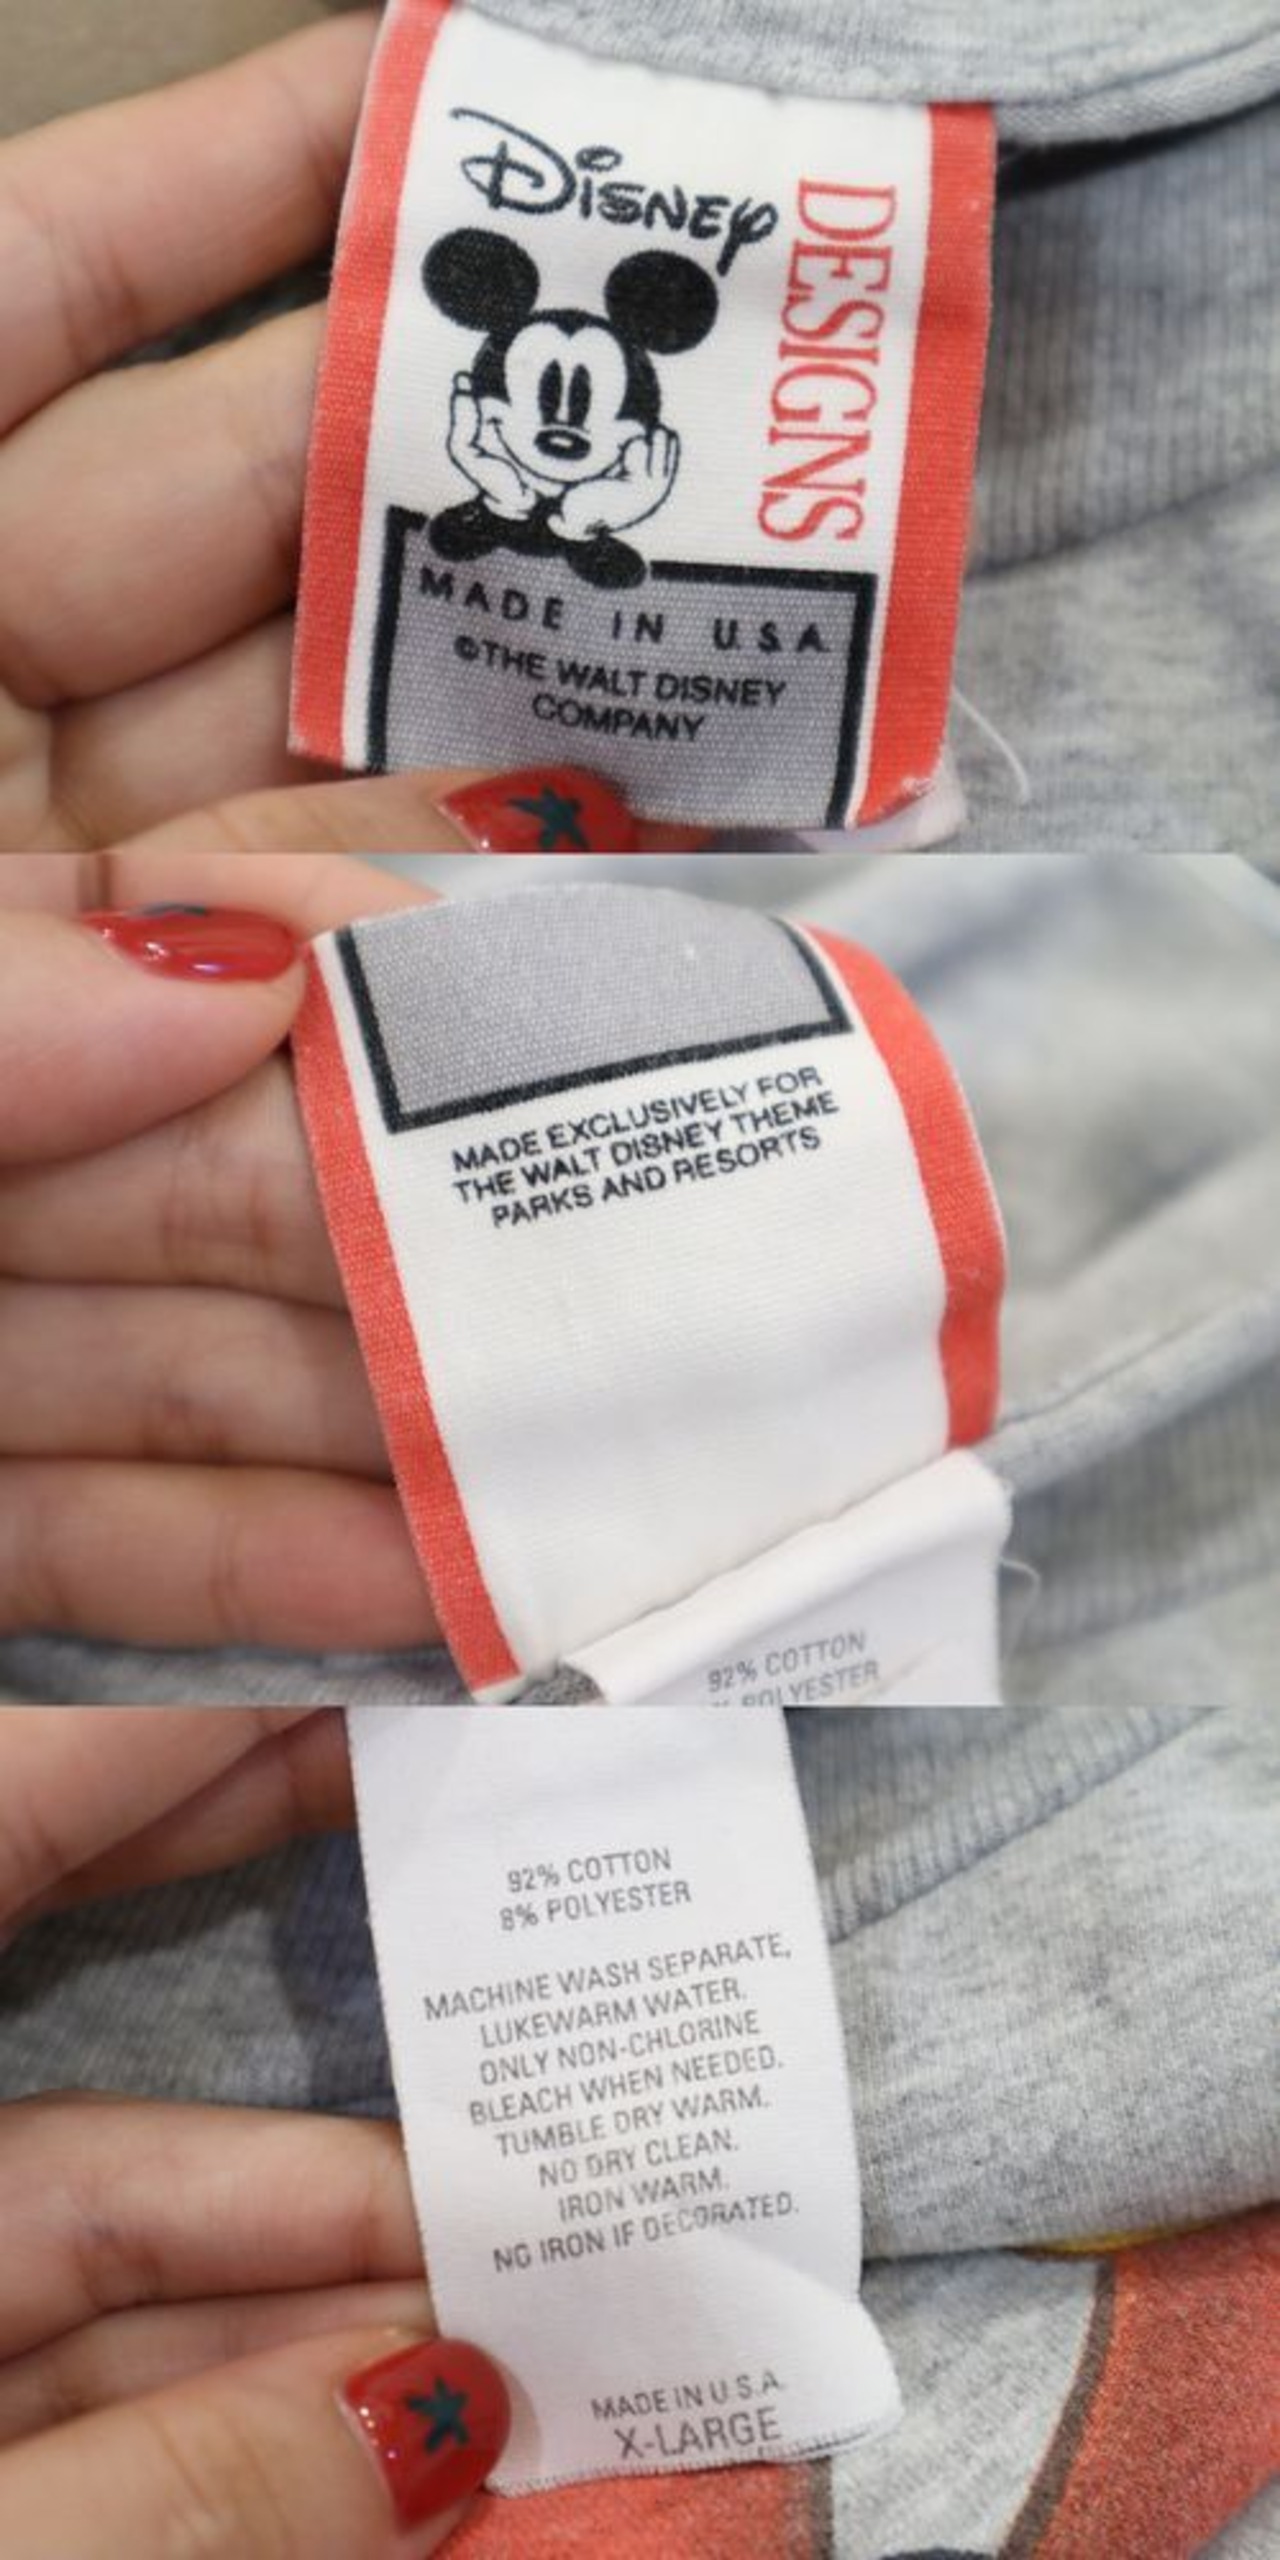 DISNEY
DESIGNS
MADE IN U.S.A.
©THE WALT DISNEY
COMPANY
MADE EXCLUSIVELY FOR
THE WALT DISNEY THEME
PARKS AND RESORTS
92% COTTON
% POLYESTER
92% COTTON
8% POLYESTER
MACHINE WASH SEPARATE,
LUKEWARM WATER.
ONLY NON-CHLORINE
BLEACH WHEN NEEDED.
TUMBLE DRY WARM.
NO DRY CLEAN.
IRON WARM.
NO IRON IF DECORATED.
MADE IN U.S.A.
X-LARGE